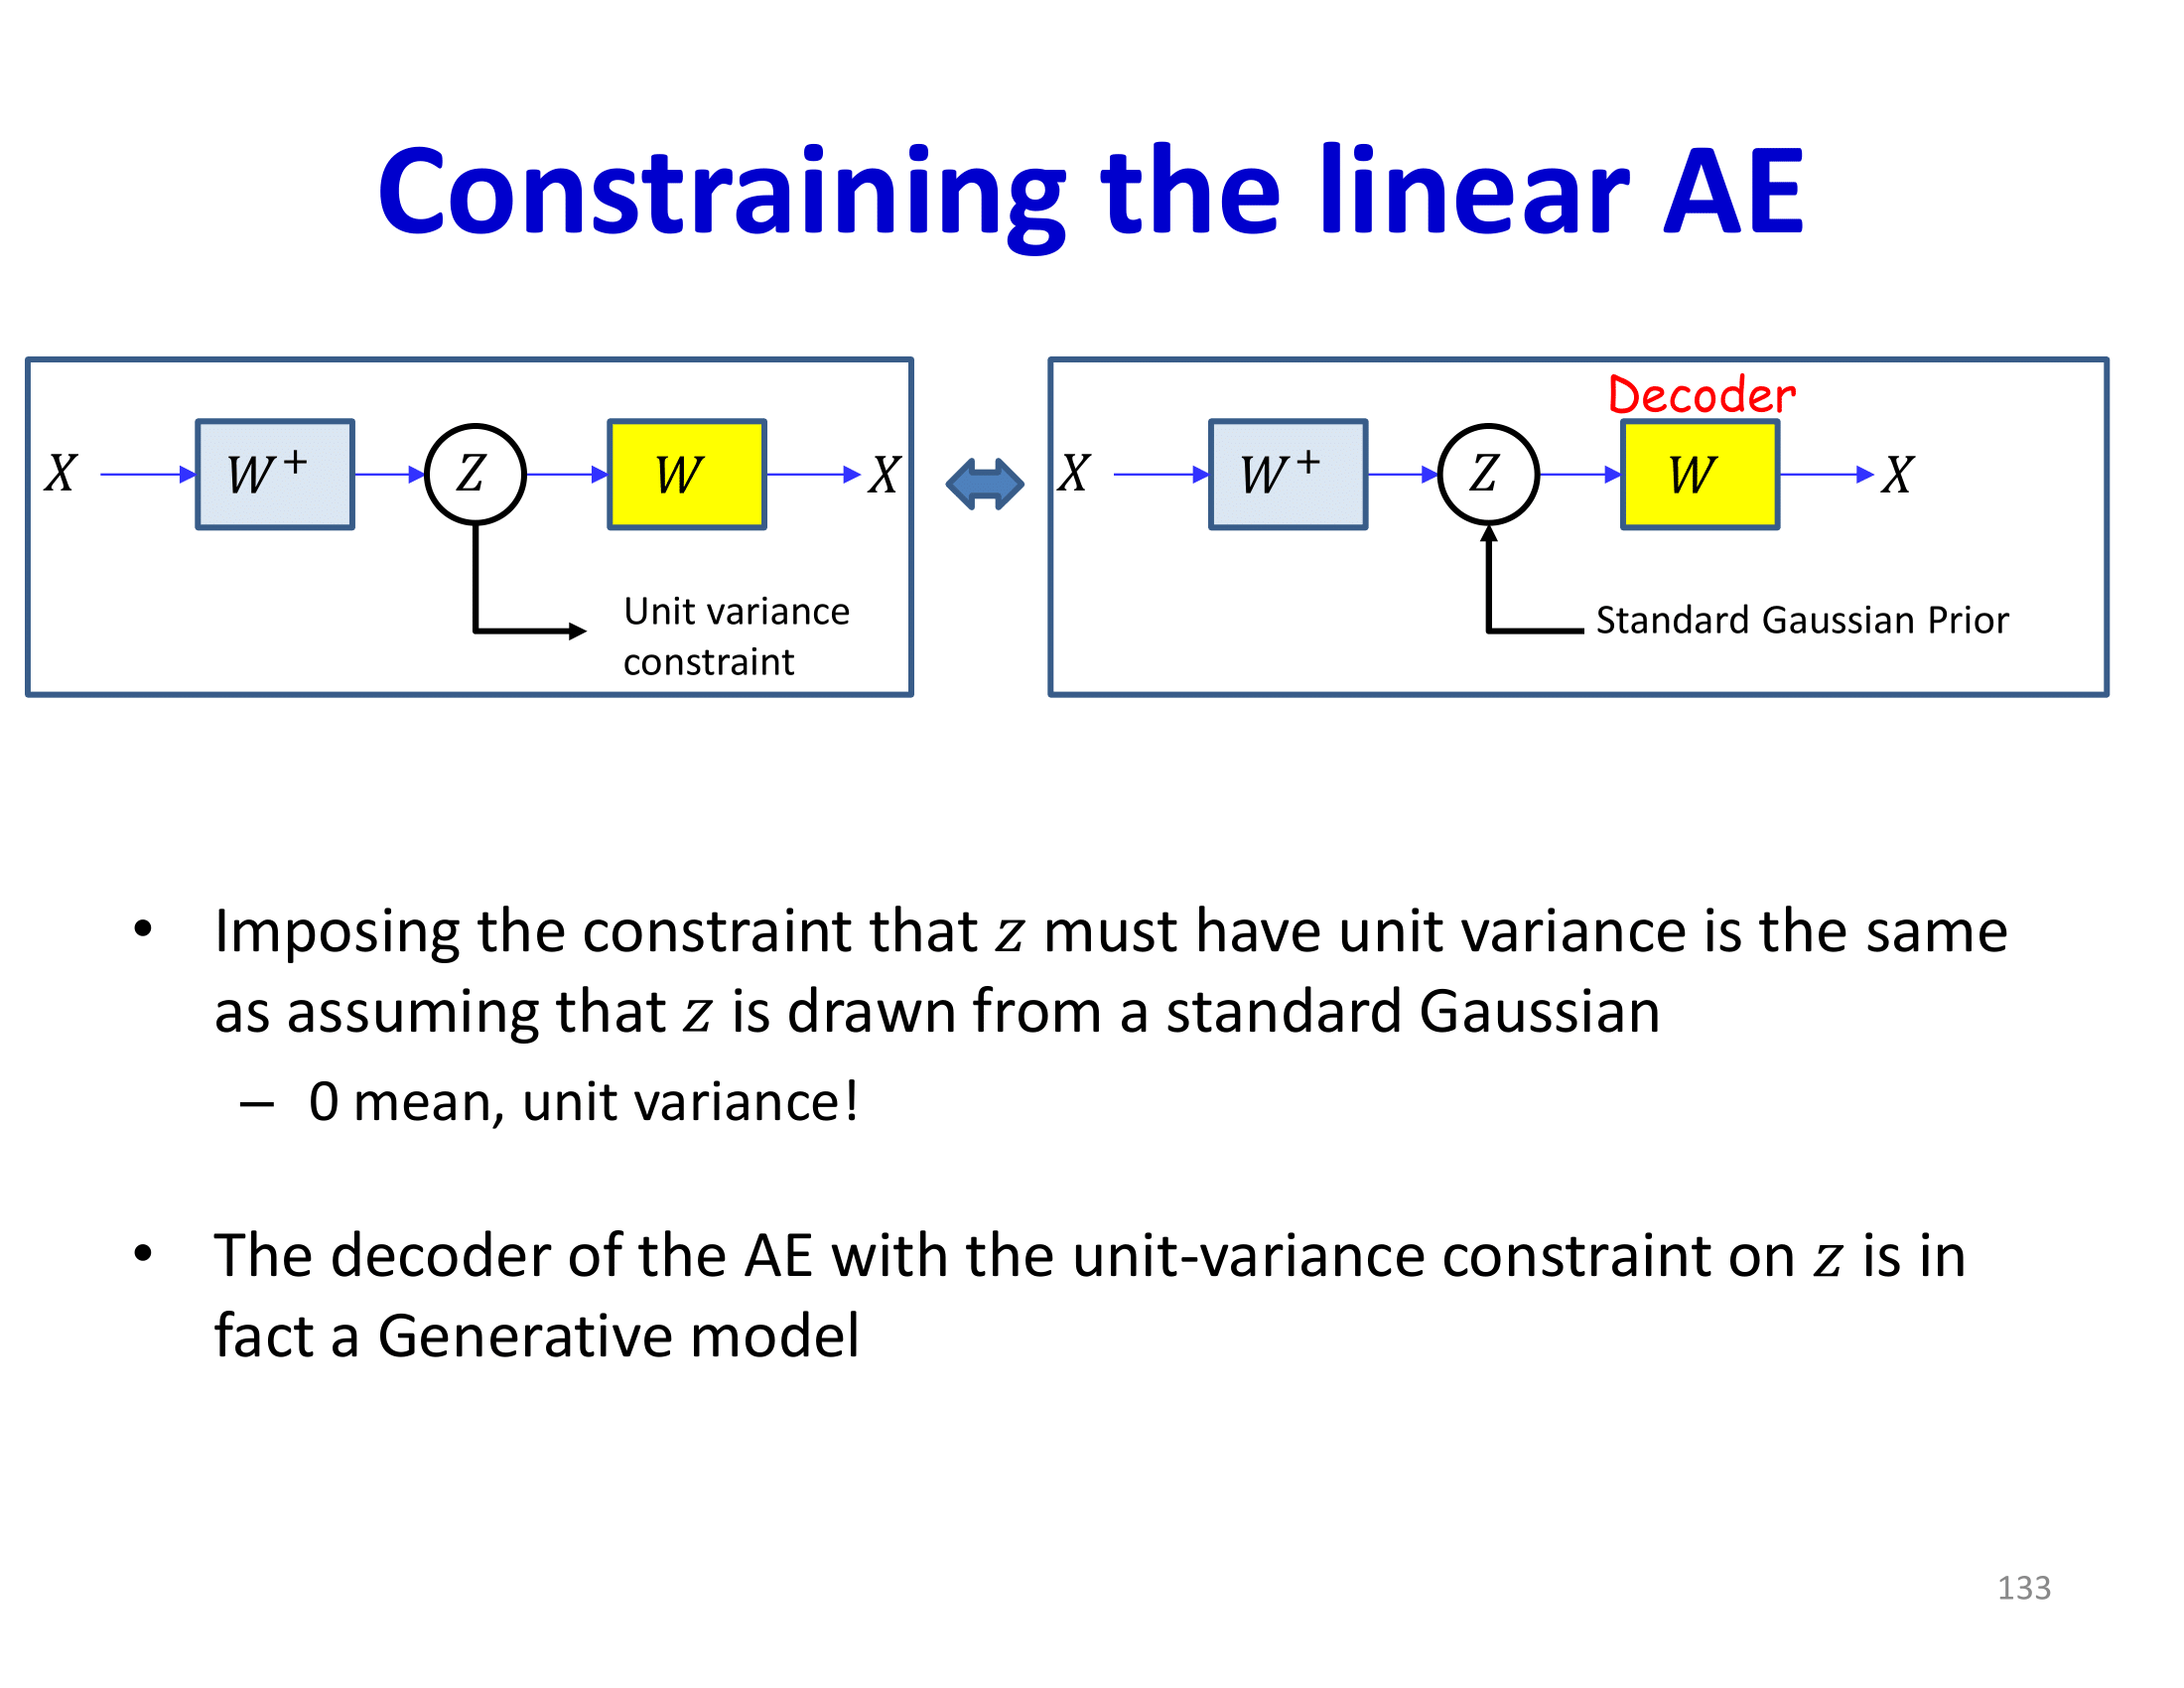 Constraining the linear AE
X W⁺ Z W X
Unit variance
constraint
Decoder
X W⁺ Z W X
Standard Gaussian Prior
• Imposing the constraint that z must have unit variance is the same
as assuming that z is drawn from a standard Gaussian
– 0 mean, unit variance!
• The decoder of the AE with the unit-variance constraint on z is in
fact a Generative model
133